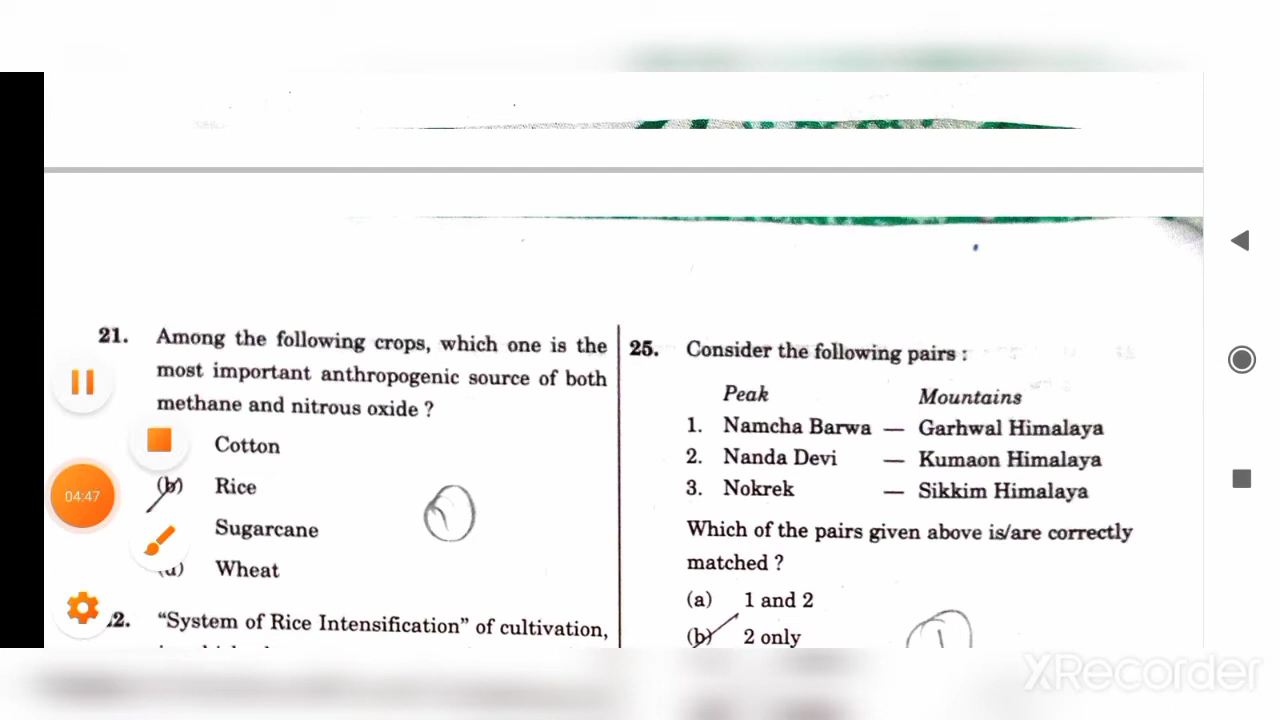 21. Among the following crops, which one is the
most important anthropogenic source of both
methane and nitrous oxide ?
Cotton
(b) Rice
Sugarcane
Wheat
2. "System of Rice Intensification" of cultivation,
25. Consider the following pairs :
Peak Mountains
1. Namcha Barwa — Garhwal Himalaya
2. Nanda Devi — Kumaon Himalaya
3. Nokrek — Sikkim Himalaya
Which of the pairs given above is/are correctly
matched ?
(a) 1 and 2
(b) 2 only
04:47
XRecorder